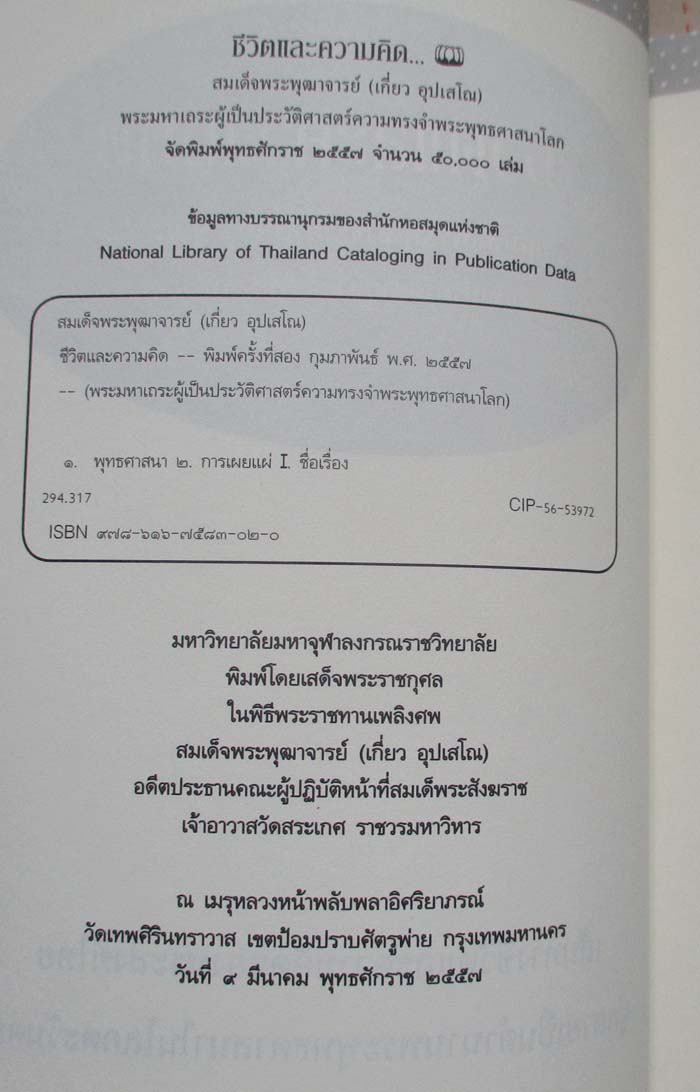 ชีวิตและความคิด...
สมเด็จพระพุฒาจารย์ (เกี่ยว อุปเสโณ)
พระมหาเถระผู้เป็นประวัติศาสตร์ความทรงจำพระพุทธศาสนาโลก
จัดพิมพ์พุทธศักราช ๒๕๕๗ จำนวน ๕๐,๐๐๐ เล่ม
ข้อมูลทางบรรณานุกรมของสำนักหอสมุดแห่งชาติ
National Library of Thailand Cataloging in Publication Data
สมเด็จพระพุฒาจารย์ (เกี่ยว อุปเสโณ)
ชีวิตและความคิด -- พิมพ์ครั้งที่สอง กุมภาพันธ์ พ.ศ. ๒๕๕๗
-- (พระมหาเถระผู้เป็นประวัติศาสตร์ความทรงจำพระพุทธศาสนาโลก)
๑. พุทธศาสนา ๒. การเผยแผ่ I. ชื่อเรื่อง
294.317
CIP-56-53972
ISBN ๙๗๘-๖๑๖-๗๕๘๓-๐๒-๐
มหาวิทยาลัยมหาจุฬาลงกรณราชวิทยาลัย
พิมพ์โดยเสด็จพระราชกุศล
ในพิธีพระราชทานเพลิงศพ
สมเด็จพระพุฒาจารย์ (เกี่ยว อุปเสโณ)
อดีตประธานคณะผู้ปฏิบัติหน้าที่สมเด็พระสังฆราช
เจ้าอาวาสวัดสระเกศ ราชวรมหาวิหาร
ณ เมรุหลวงหน้าพลับพลาอิศริยาภรณ์
วัดเทพศิรินทราวาส เขตป้อมปราบศัตรูพ่าย กรุงเทพมหานคร
วันที่ ๙ มีนาคม พุทธศักราช ๒๕๕๗